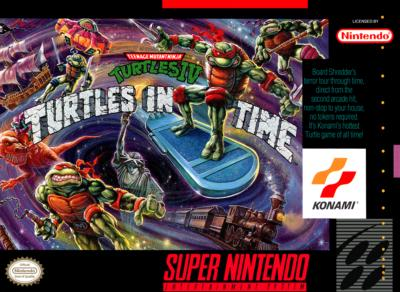 LICENSED BY
Nintendo
TEENAGE MUTANT NINJA
TURTLES IV
TURTLES IN
TIME
Board Shredder's
terror tour through time,
direct from the
second arcade hit,
non-stop to your house,
no tokens required.
It's Konami's hottest
Turtle game of all time!
KONAMI
Official
Nintendo
SUPER NINTENDO
ENTERTAINMENT SYSTEM